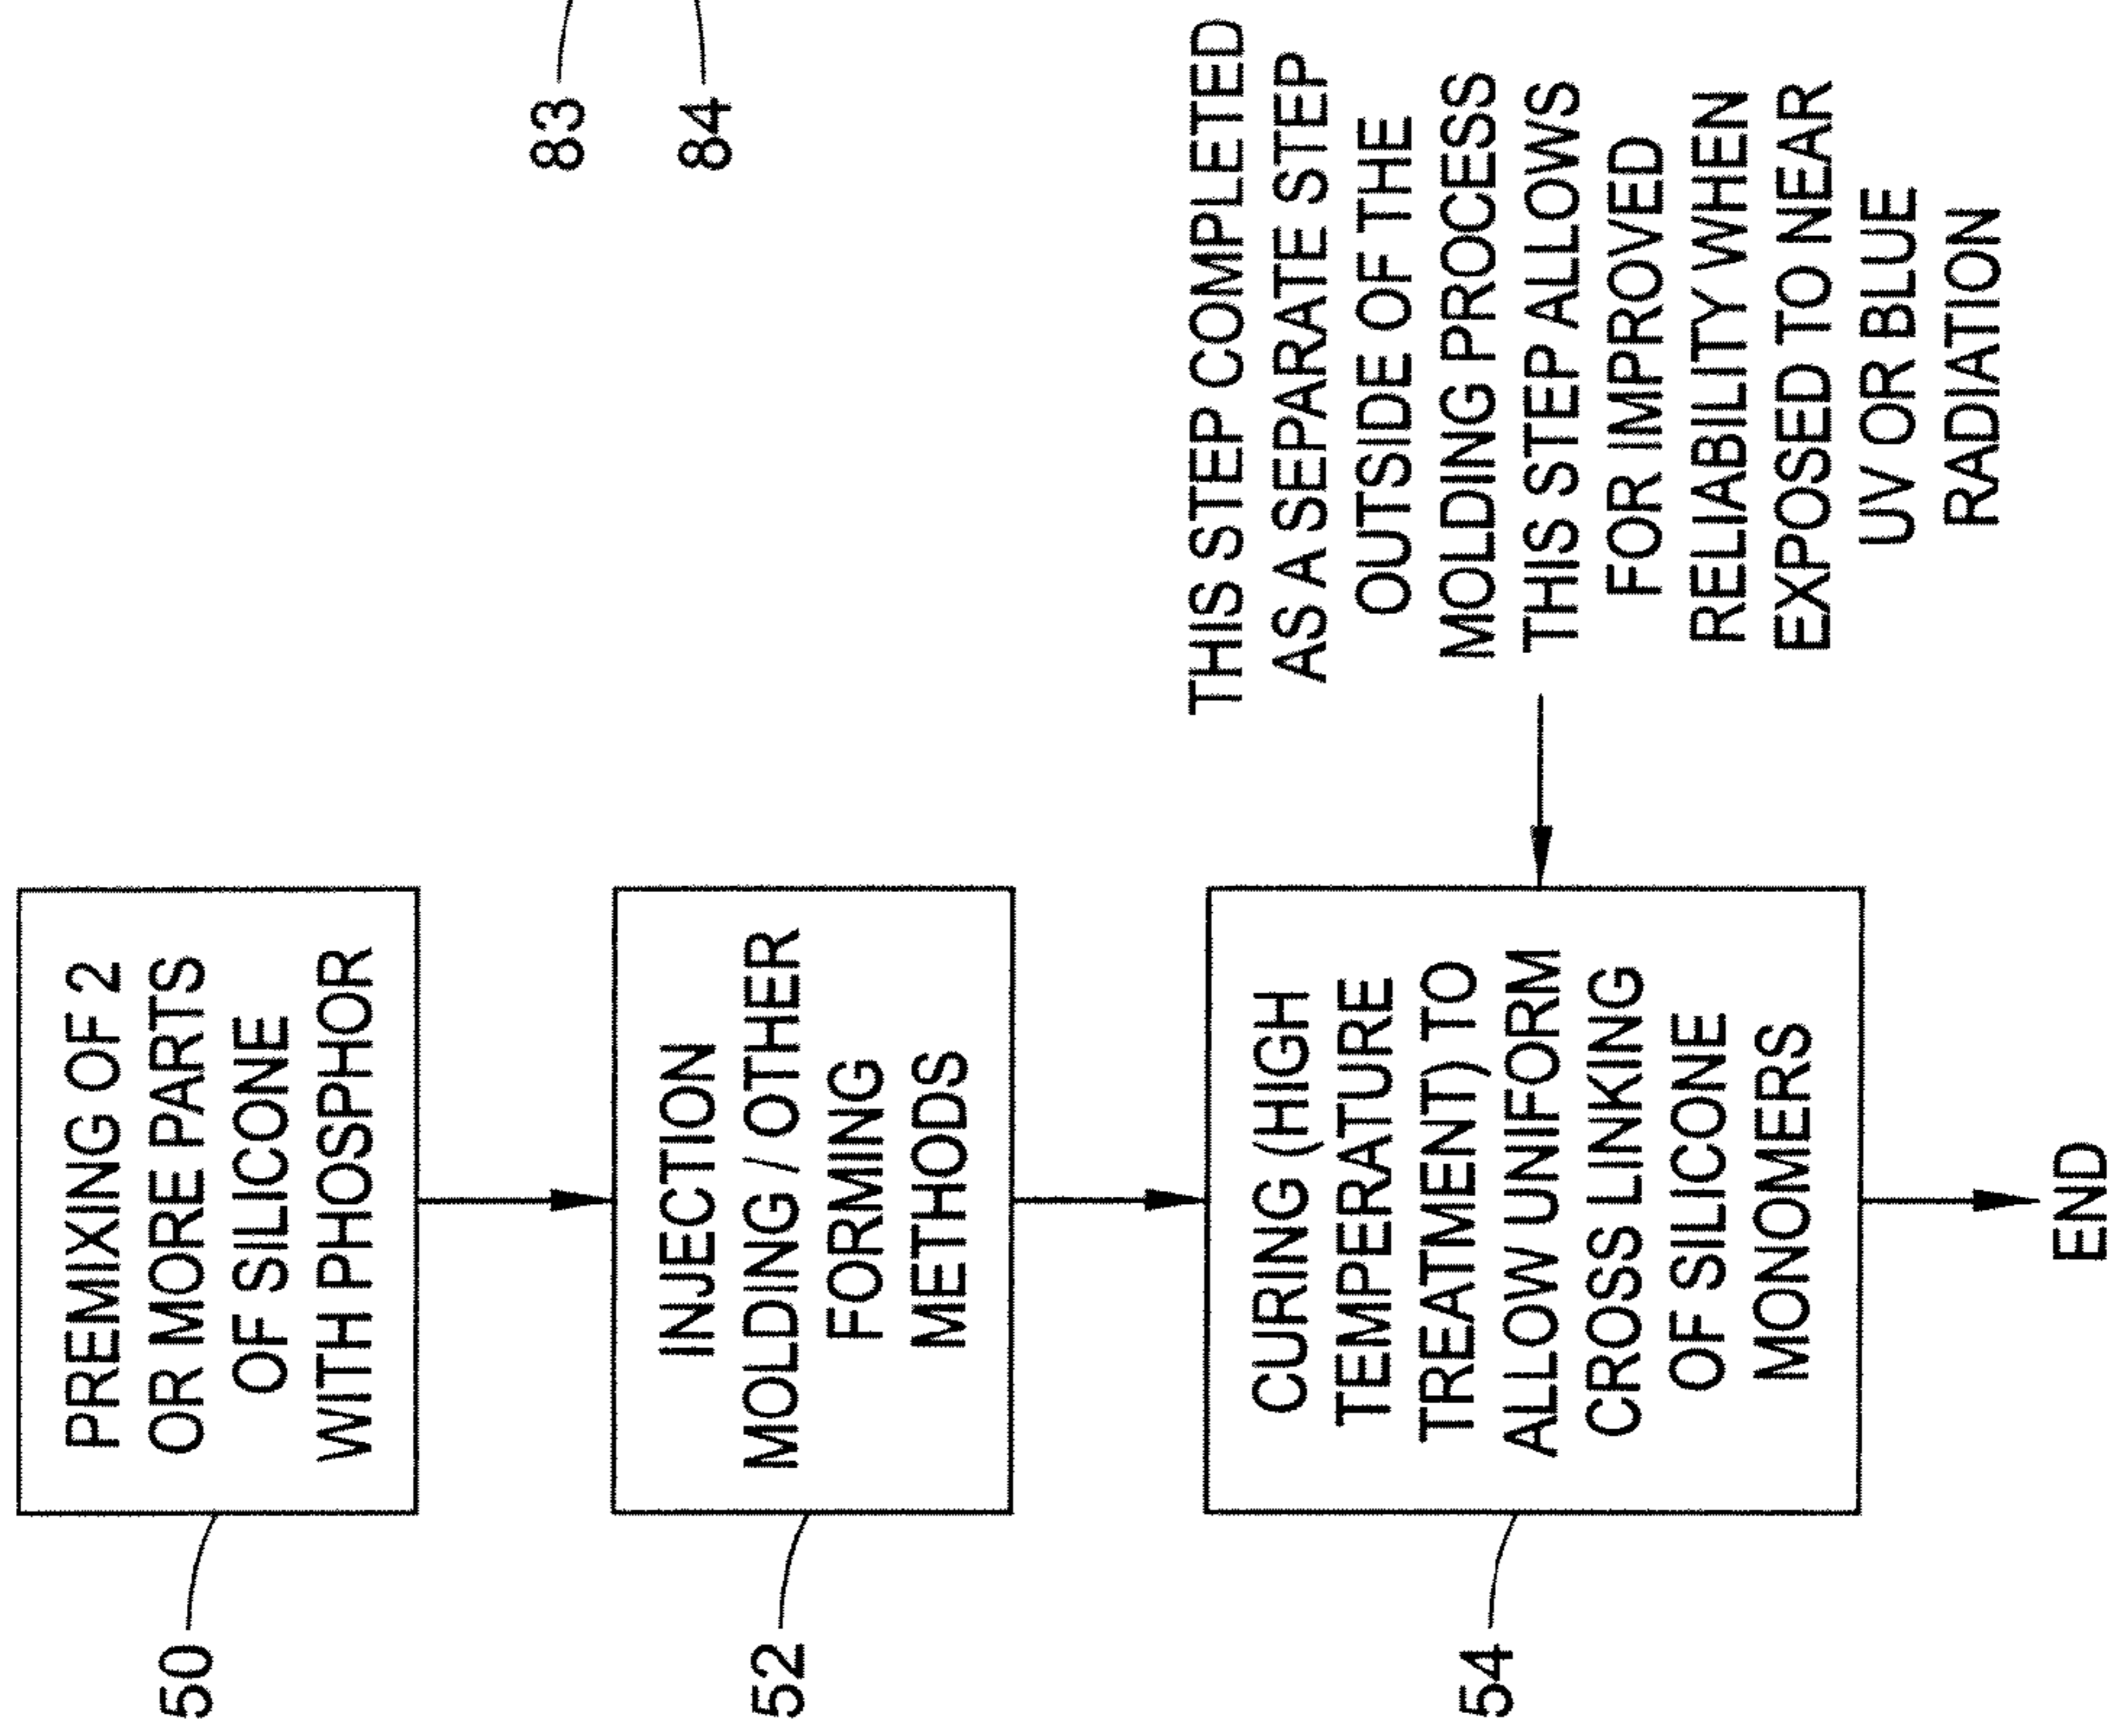 50
PREMIXING OF 2
OR MORE PARTS
OF SILICONE
WITH PHOSPHOR
52
INJECTION
MOLDING / OTHER
FORMING
METHODS
54
CURING (HIGH
TEMPERATURE
TREATMENT) TO
ALLOW UNIFORM
CROSS LINKING
OF SILICONE
MONOMERS
END
THIS STEP COMPLETED
AS A SEPARATE STEP
OUTSIDE OF THE
MOLDING PROCESS
THIS STEP ALLOWS
FOR IMPROVED
RELIABILITY WHEN
EXPOSED TO NEAR
UV OR BLUE
RADIATION
83
84